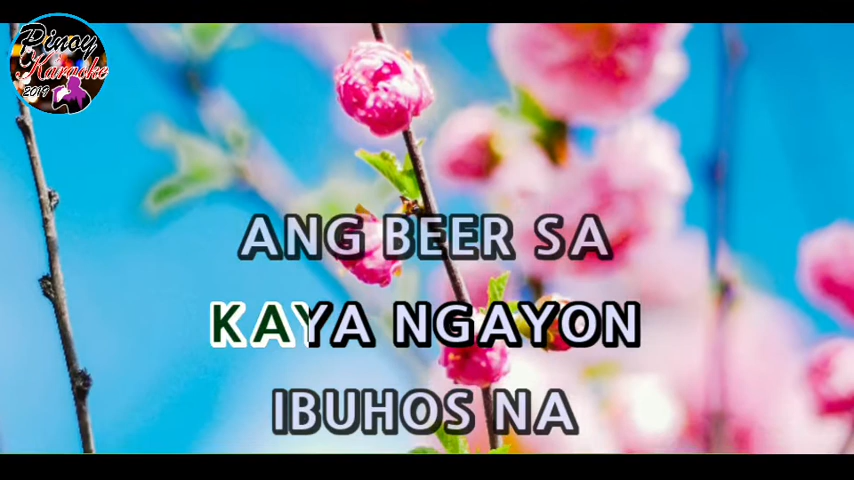 Pinoy
Karaoke
2019
ANG BEER SA
KAYA NGAYON
IBUHOS NA